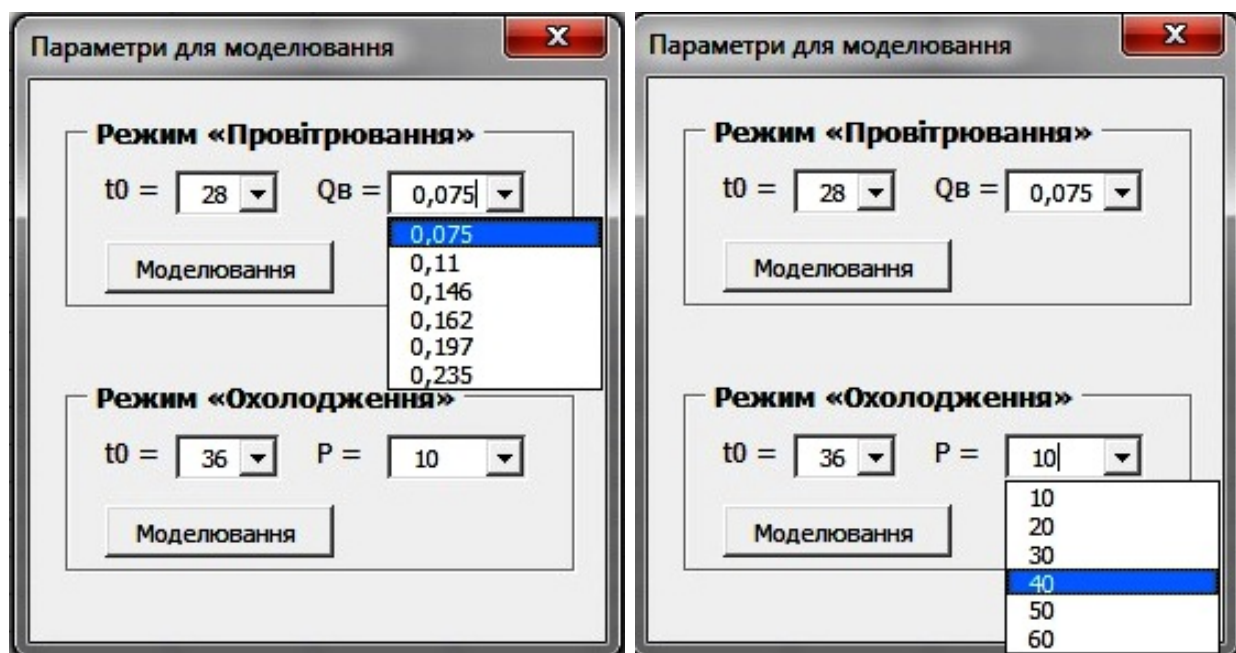 Параметри для моделювання
x
Режим «Провітрювання»
t0 = 28 Qв = 0,075
0,075
0,11
0,146
0,162
0,197
0,235
Моделювання
Режим «Охолодження»
t0 = 36 P = 10
Моделювання
Параметри для моделювання
x
Режим «Провітрювання»
t0 = 28 Qв = 0,075
Моделювання
Режим «Охолодження»
t0 = 36 P = 10
10
20
30
40
50
60
Моделювання